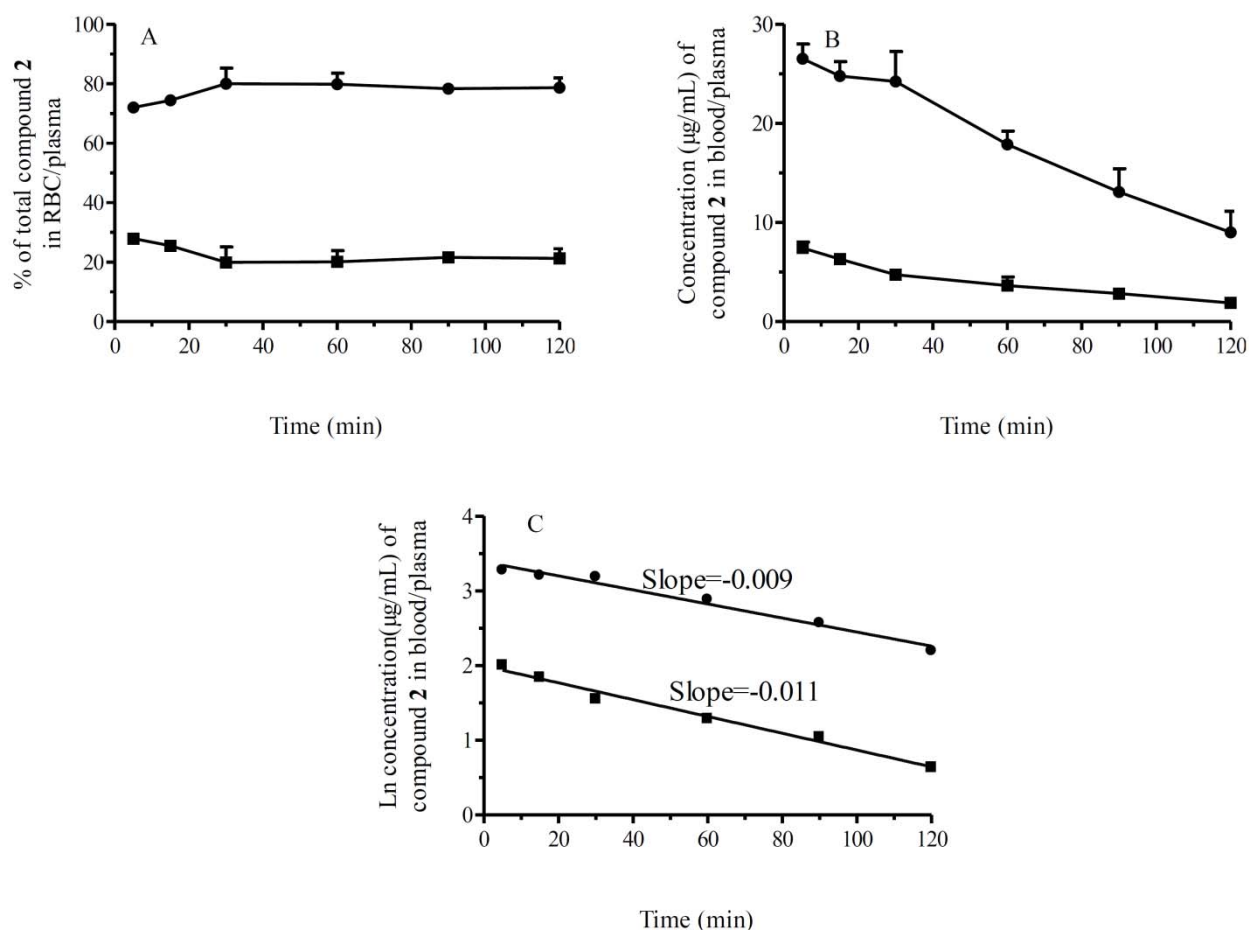 A
% of total compound 2
in RBC/plasma
100
80
60
40
20
0
0 20 40 60 80 100 120
Time (min)
B
Concentration (μg/mL) of
compound 2 in blood/plasma
30
20
10
0
0 20 40 60 80 100 120
Time (min)
C
Ln concentration(μg/mL) of
compound 2 in blood/plasma
4
3
2
1
0
Slope=-0.009
Slope=-0.011
0 20 40 60 80 100 120
Time (min)